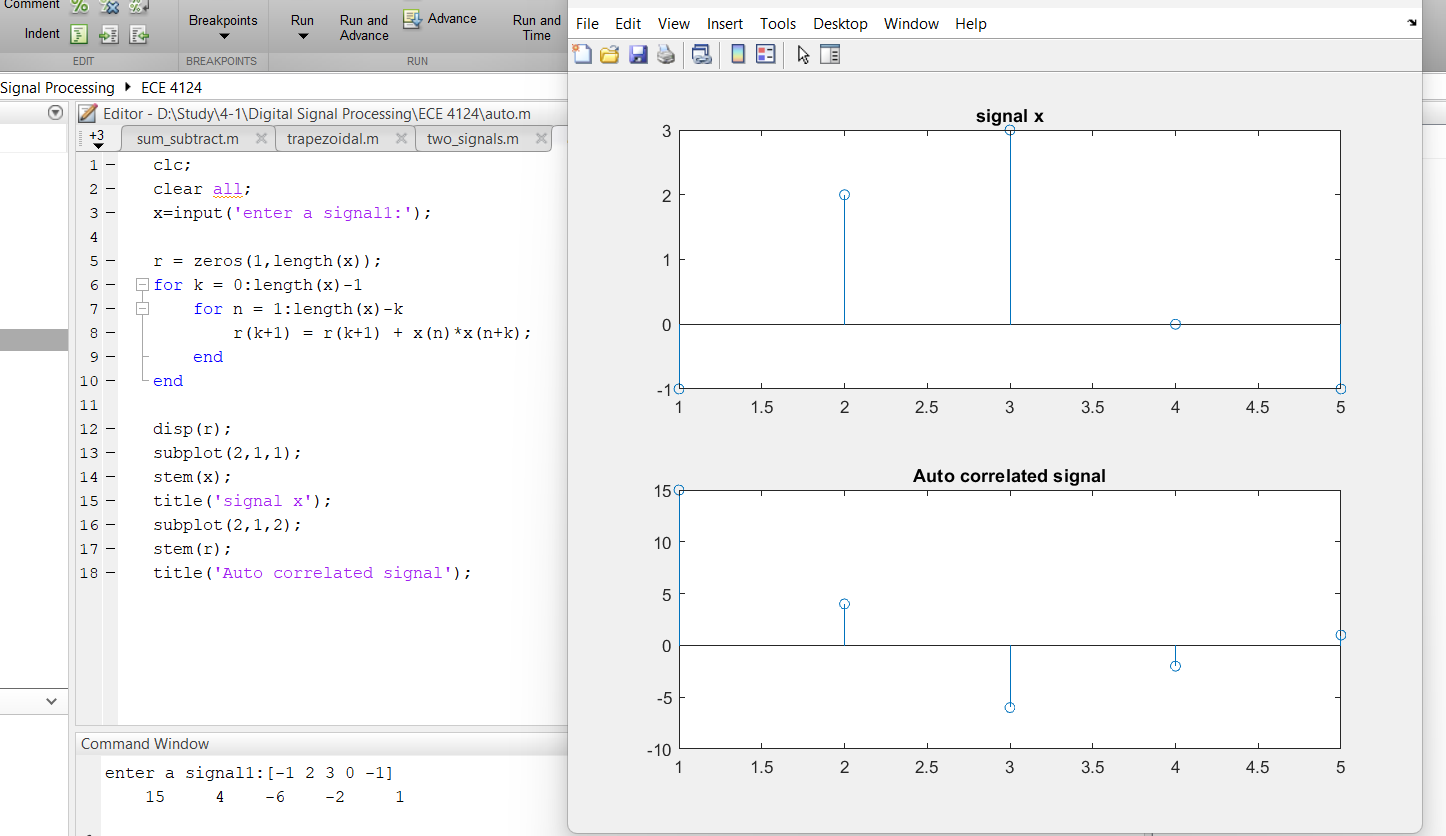 Comment
Indent
EDIT
Breakpoints
BREAKPOINTS
Run
Run and
Advance
Advance
Run and
Time
RUN
Signal Processing ECE 4124
Editor - D:\Study\4-1\Digital Signal Processing\ECE 4124\auto.m
+3 sum_subtract.m trapezoidal.m two_signals.m
1 clc;
2 clear all;
3 x=input('enter a signal1:');
4
5 r = zeros(1,length(x));
6 for k = 0:length(x)-1
7 for n = 1:length(x)-k
8 r(k+1) = r(k+1) + x(n)*x(n+k);
9 end
10 end
11
12 disp(r);
13 subplot(2,1,1);
14 stem(x);
15 title('signal x');
16 subplot(2,1,2);
17 stem(r);
18 title('Auto correlated signal');
Command Window
enter a signal1:[-1 2 3 0 -1]
15 4 -6 -2 1
File Edit View Insert Tools Desktop Window Help
signal x
3
2
1
0
-1
1 1.5 2 2.5 3 3.5 4 4.5 5
Auto correlated signal
15
10
5
0
-5
-10
1 1.5 2 2.5 3 3.5 4 4.5 5